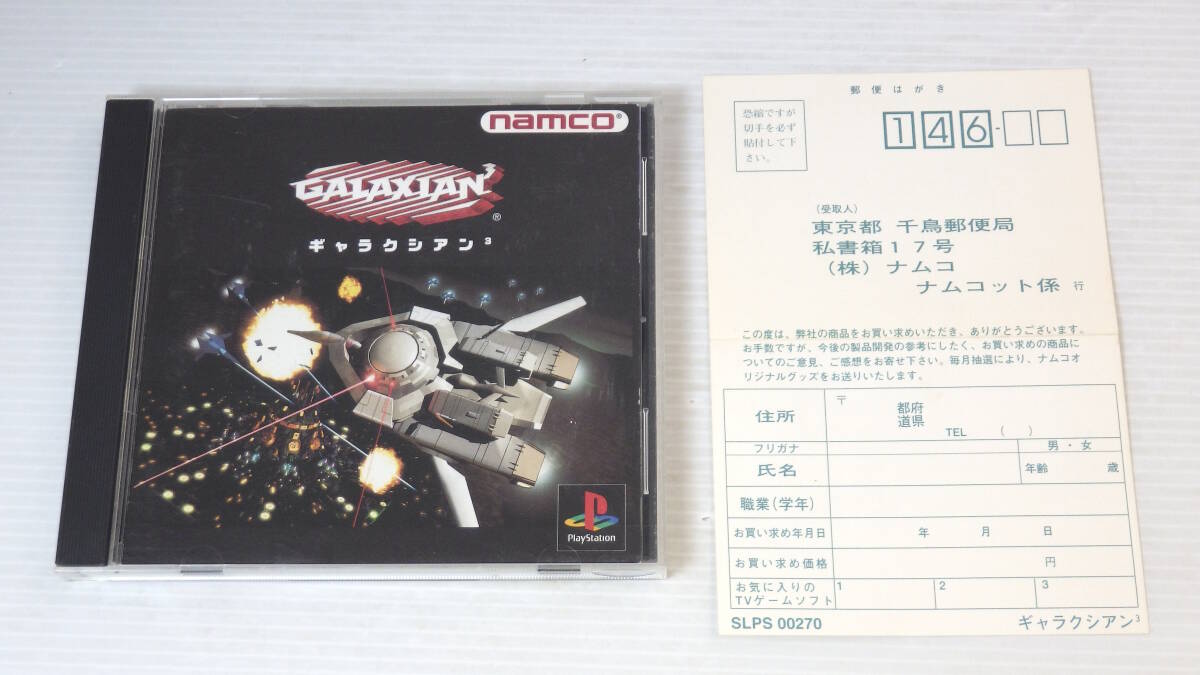 namco®
GALAXIAN³®
ギャラクシアン³
PlayStation
郵便はがき
恐縮ですが
切手を必ず
貼付して下
さい。
146-
（受取人）
東京都 千鳥郵便局
私書箱17号
（株）ナムコ
ナムコット係 行
この度は、弊社の商品をお買い求めいただき、ありがとうございます。
お手数ですが、今後の製品開発の参考にしたく、お買い求めの商品に
ついてのご意見、ご感想をお寄せ下さい。毎月抽選により、ナムコオ
リジナルグッズをお送りいたします。
住所 〒 都府
道県
TEL （ ）
フリガナ 男・女
氏名 年齢 歳
職業（学年）
お買い求め年月日 年 月 日
お買い求め価格 円
お気に入りの 1 2 3
TVゲームソフト
SLPS 00270 ギャラクシアン³